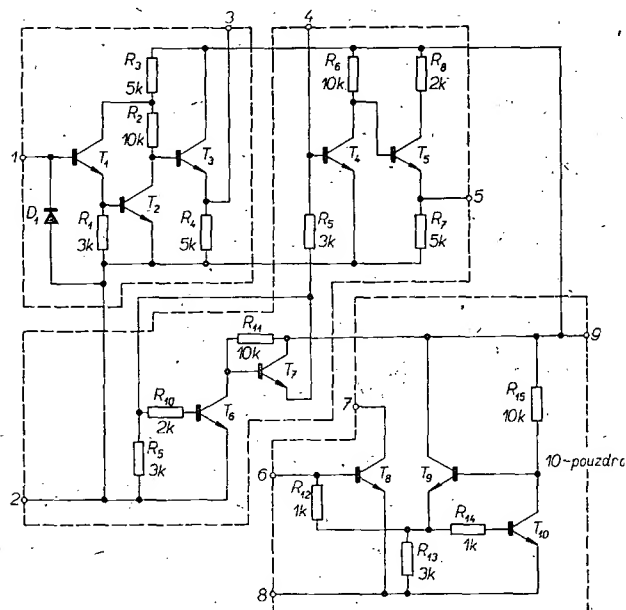 3
4
R3
5k
R6
10k
R8
2k
R2
10k
1
T1
T3
T4
T5
D1
T2
5
R1
3k
R4
5k
R5
3k
R7
5k
R11
10k
9
T7
R15
10k
R10
2k
T6
7
R5
3k
10-pouzdro
6
T8
T9
2
R12
1k
R14
1k
T10
R13
3k
8